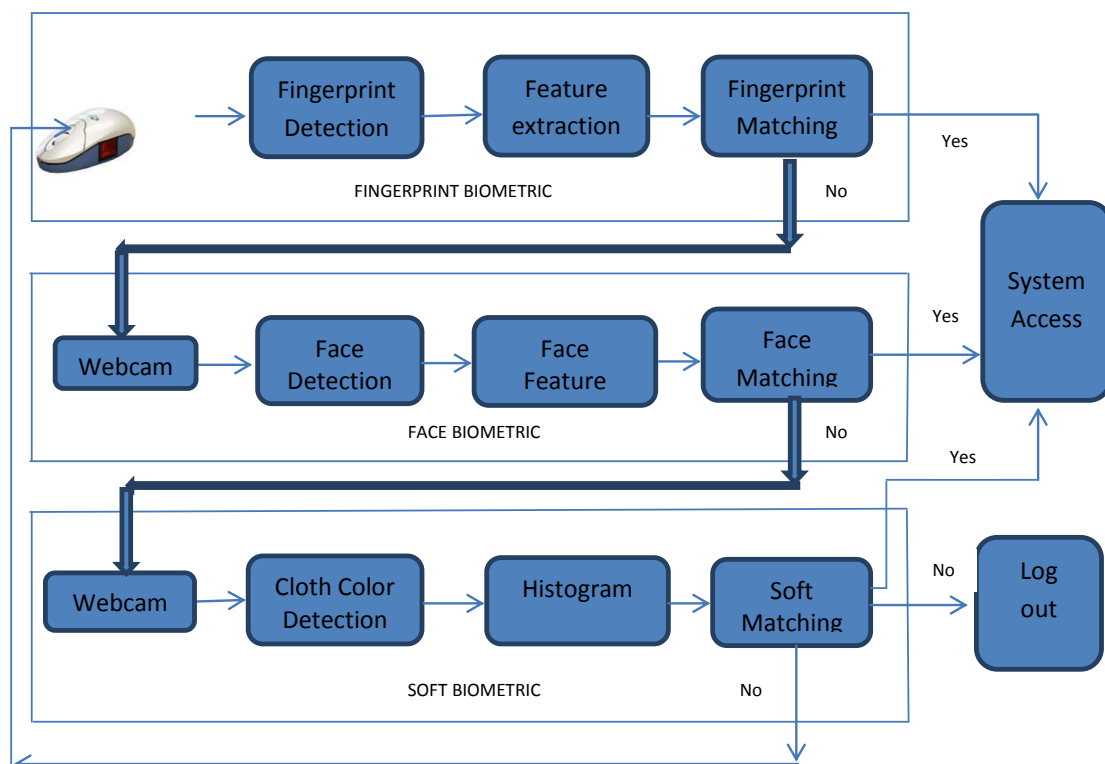 Fingerprint
Detection
Feature
extraction
Fingerprint
Matching
Yes
FINGERPRINT BIOMETRIC
No
System
Access
Webcam
Face
Detection
Face
Feature
Face
Matching
Yes
FACE BIOMETRIC
No
Yes
Webcam
Cloth Color
Detection
Histogram
Soft
Matching
No
Log
out
SOFT BIOMETRIC
No